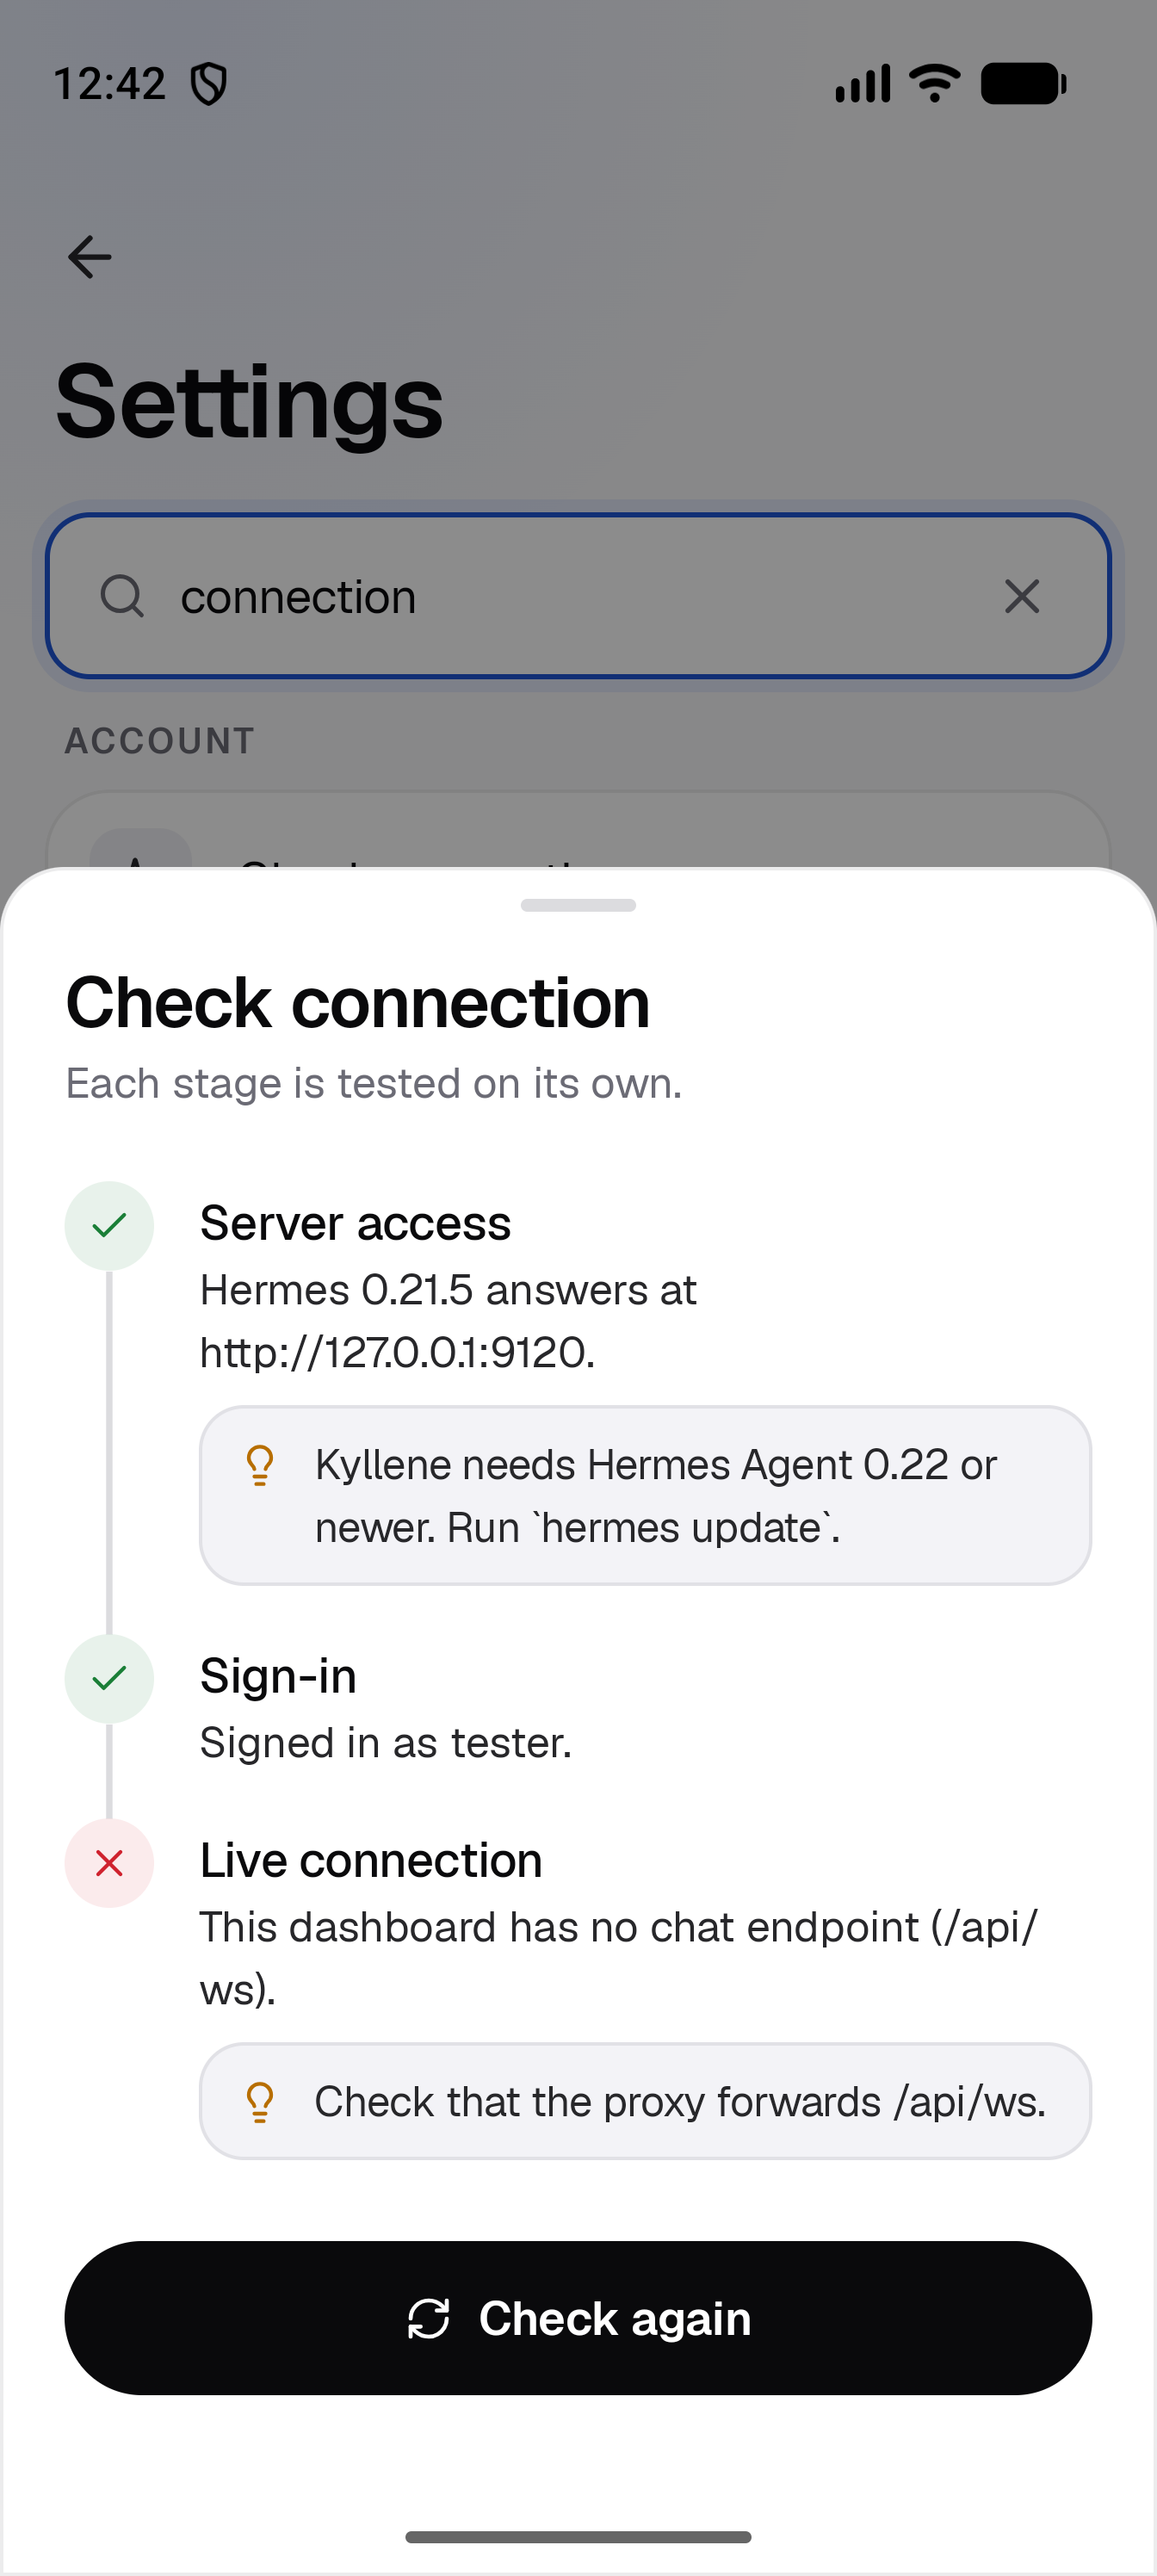 12:42
Settings
connection
ACCOUNT
Check connection
Each stage is tested on its own.
Server access
Hermes 0.21.5 answers at
http://127.0.0.1:9120.
Kyllene needs Hermes Agent 0.22 or
newer. Run `hermes update`.
Sign-in
Signed in as tester.
Live connection
This dashboard has no chat endpoint (/api/
ws).
Check that the proxy forwards /api/ws.
Check again